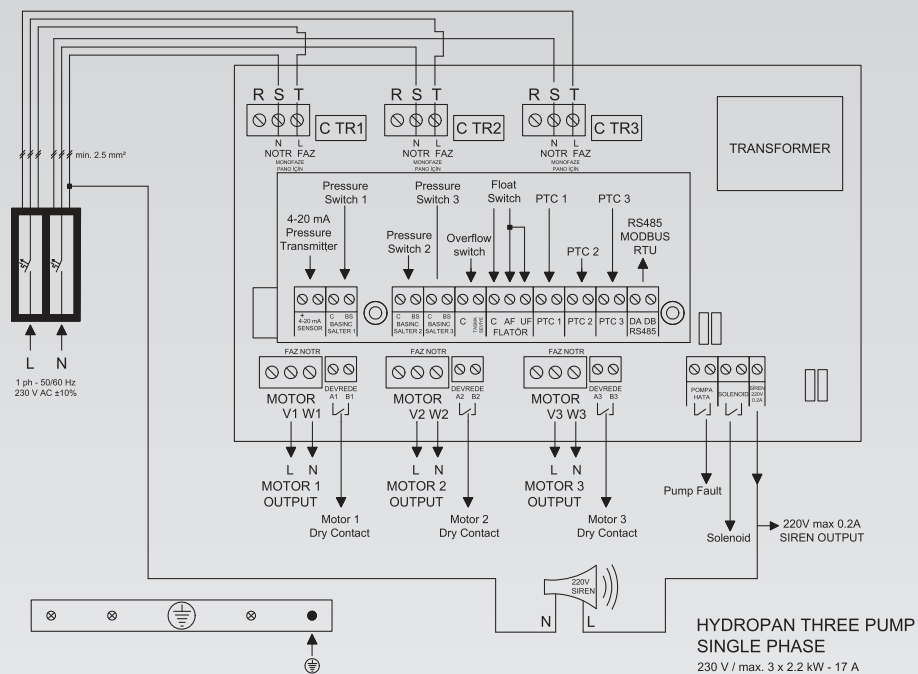 R S T
C TR1
R S T
C TR2
R S T
C TR3
TRANSFORMER
N L
NOTR FAZ
MONOFAZE
PANO İÇİN
N L
NOTR FAZ
MONOFAZE
PANO İÇİN
N L
NOTR FAZ
MONOFAZE
PANO İÇİN
min. 2.5 mm²
4-20 mA
Pressure
Transmitter
Pressure
Switch 1
Pressure
Switch 2
Pressure
Switch 3
Overflow
switch
Float
Switch
PTC 1
PTC 2
PTC 3
RS485
MODBUS
RTU
+
4-20 mA
SENSOR
C BS
BASINC
SALTER 1
C BS
BASINC
SALTER 2
C BS
BASINC
SALTER 3
C
TAŞMA
SEVİYE
C AF UF
FLATÖR
PTC 1
PTC 2
PTC 3
DA DB
RS485
L N
1 ph - 50/60 Hz
230 V AC ±10%
FAZ NOTR
MOTOR
V1 W1
DEVREDE
A1 B1
FAZ NOTR
MOTOR
V2 W2
DEVREDE
A2 B2
FAZ NOTR
MOTOR
V3 W3
DEVREDE
A3 B3
POMPA
HATA
SOLENOID
SIREN
220V
0,2A
L N
MOTOR 1
OUTPUT
Motor 1
Dry Contact
L N
MOTOR 2
OUTPUT
Motor 2
Dry Contact
L N
MOTOR 3
OUTPUT
Motor 3
Dry Contact
Pump Fault
Solenoid
220V max 0.2A
SIREN OUTPUT
220V
SIREN
N L
HYDROPAN THREE PUMP
SINGLE PHASE
230 V / max. 3 x 2.2 kW - 17 A